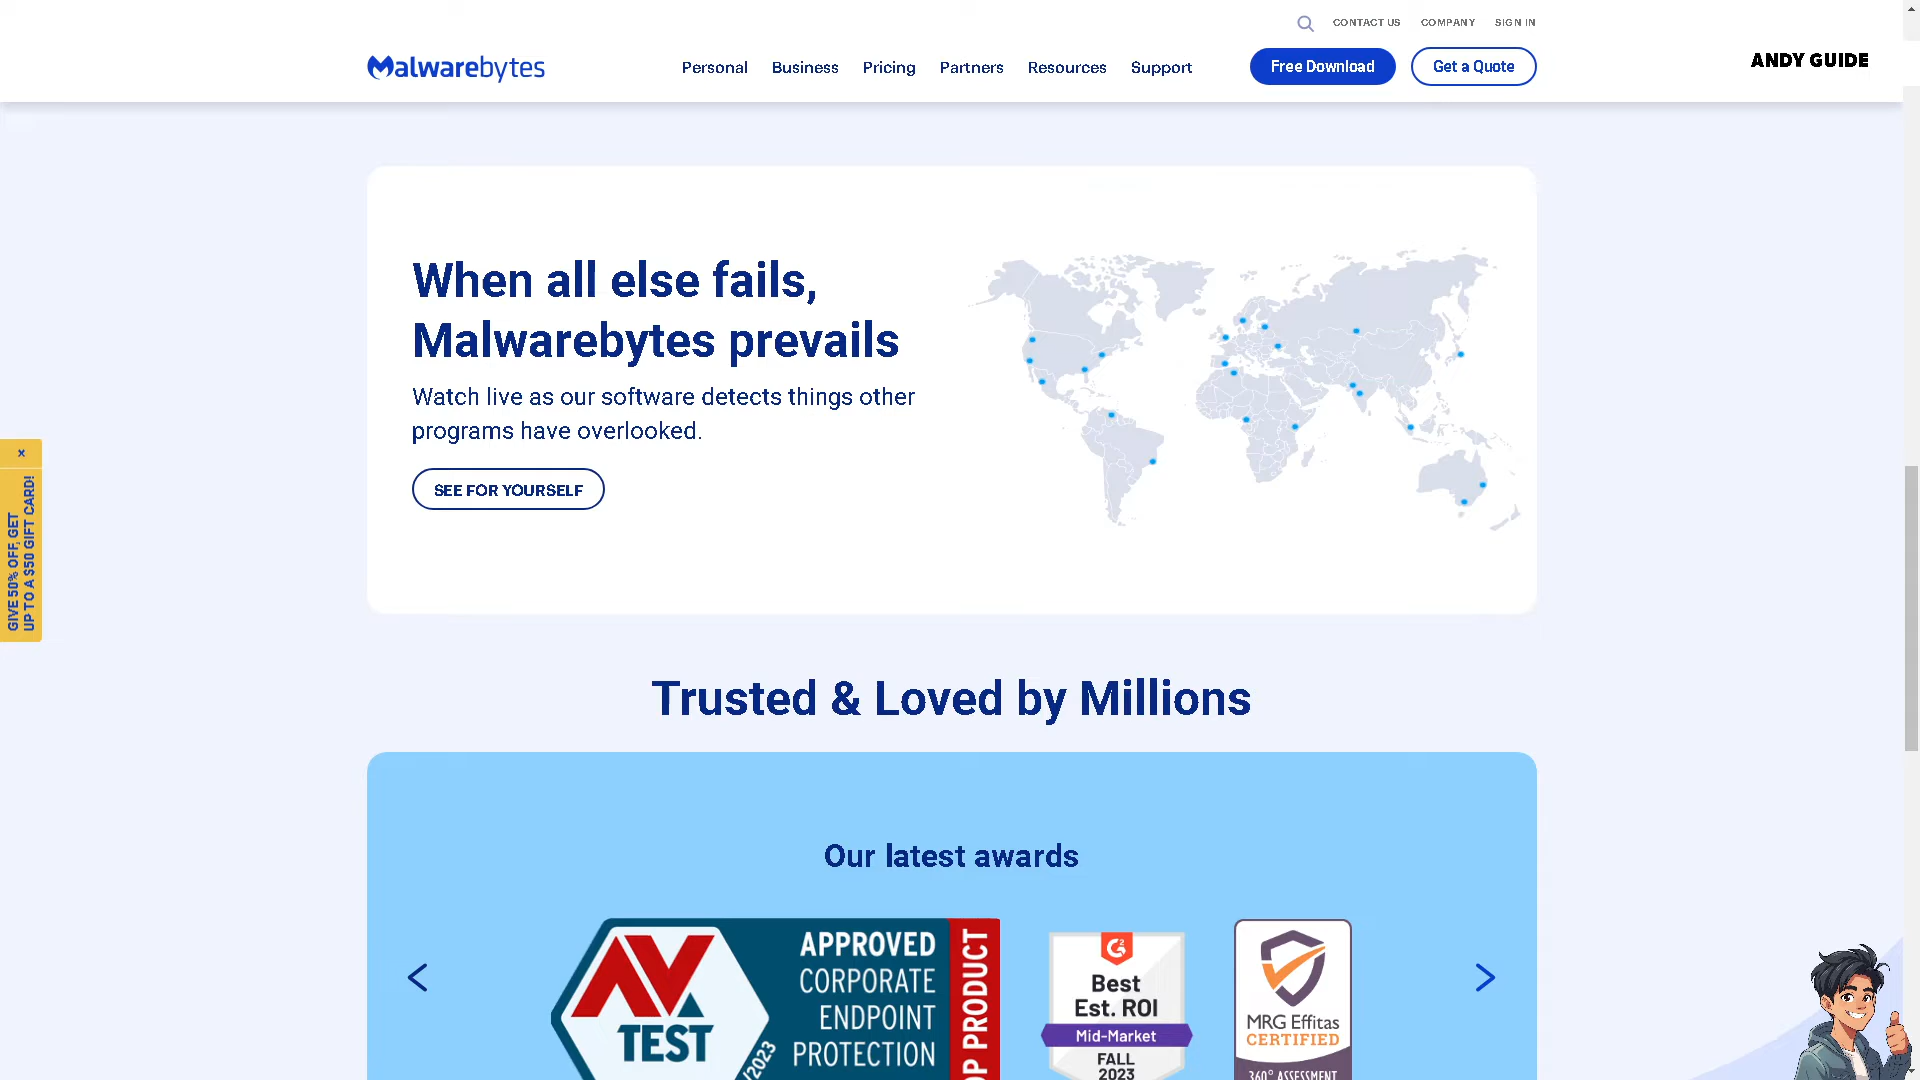 CONTACT US COMPANY SIGN IN
Malwarebytes Personal Business Pricing Partners Resources Support Free Download Get a Quote
ANDY GUIDE
When all else fails,
Malwarebytes prevails
Watch live as our software detects things other
programs have overlooked.
SEE FOR YOURSELF
×
GIVE 50% OFF, GET
UP TO A $50 GIFT CARD!
Trusted & Loved by Millions
Our latest awards
AV
TEST
APPROVED
CORPORATE
ENDPOINT
PROTECTION
OP PRODUCT
/2023
G2
Best
Est. ROI
Mid-Market
FALL
2023
MRG Effitas
CERTIFIED
360° ASSESSMENT